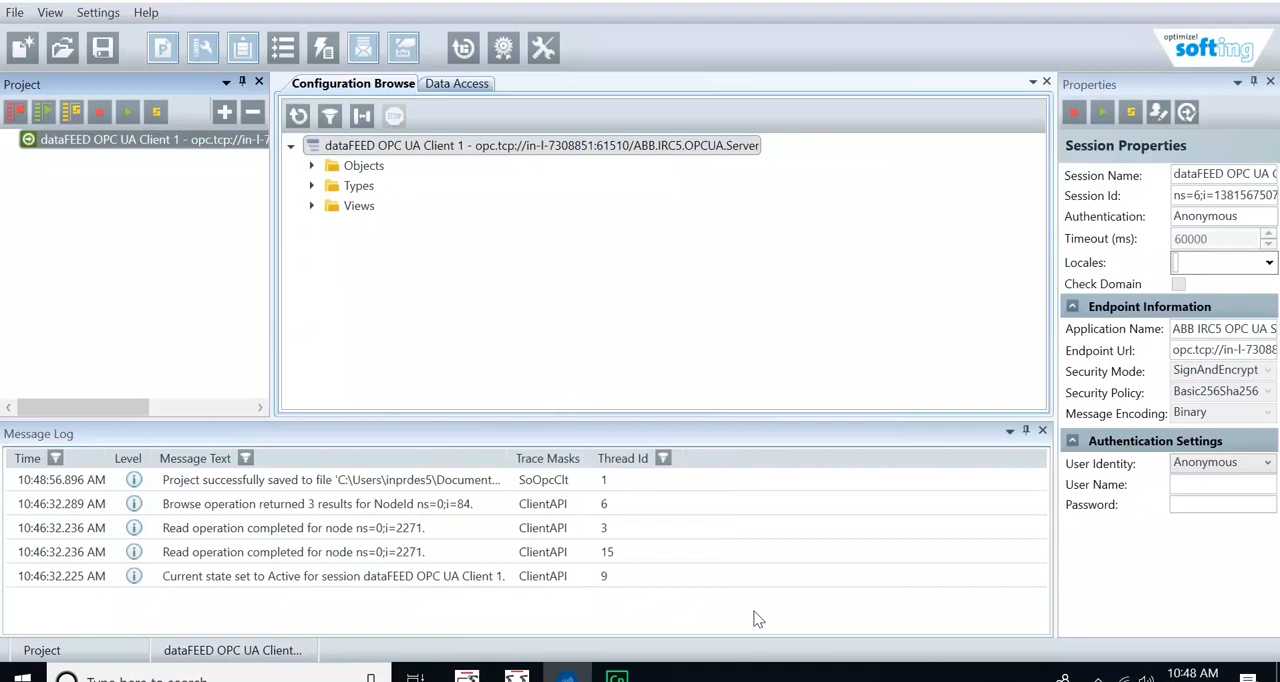 File View Settings Help
optimize!
softing
Project
Configuration Browse Data Access
Properties
dataFEED OPC UA Client 1 - opc.tcp://in-l-7
STOP
dataFEED OPC UA Client 1 - opc.tcp://in-l-7308851:61510/ABB.IRC5.OPCUA.Server
Objects
Types
Views
Session Properties
Session Name: dataFEED OPC UA C
Session Id: ns=6;i=1381567507
Authentication: Anonymous
Timeout (ms): 60000
Locales:
Check Domain
Endpoint Information
Application Name: ABB IRC5 OPC UA S
Endpoint Url: opc.tcp://in-l-73088
Security Mode: SignAndEncrypt
Security Policy: Basic256Sha256
Message Encoding: Binary
Authentication Settings
User Identity: Anonymous
User Name:
Password:
Message Log
Time Level Message Text Trace Masks Thread Id
10:48:56.896 AM Project successfully saved to file 'C:\Users\inprdes5\Document... SoOpcClt 1
10:46:32.289 AM Browse operation returned 3 results for NodeId ns=0;i=84. ClientAPI 6
10:46:32.236 AM Read operation completed for node ns=0;i=2271. ClientAPI 3
10:46:32.236 AM Read operation completed for node ns=0;i=2271. ClientAPI 15
10:46:32.225 AM Current state set to Active for session dataFEED OPC UA Client 1. ClientAPI 9
Project dataFEED OPC UA Client...
Type here to search
10:48 AM